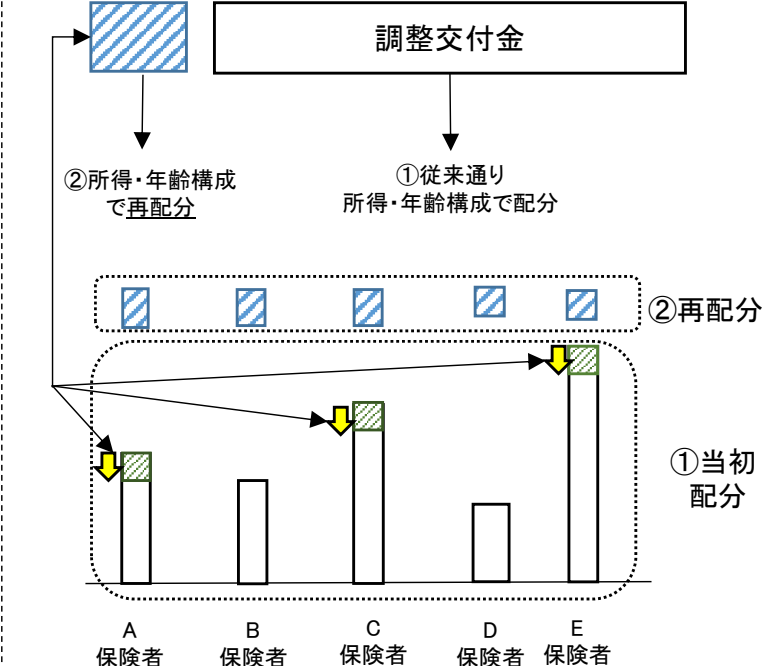 調整交付金
②所得・年齢構成
で再配分
①従来通り
所得・年齢構成で配分
②再配分
①当初
配分
A
保険者
B
保険者
C
保険者
D
保険者
E
保険者